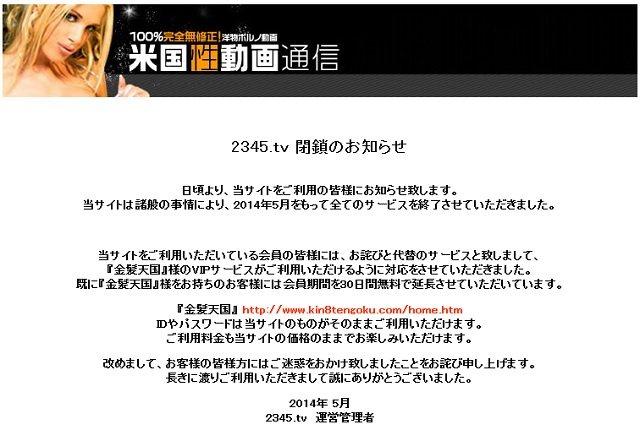 100%完全無修正!洋物ポルノ動画
米国性動画通信
2345.tv 閉鎖のお知らせ
日頃より、当サイトをご利用の皆様にお知らせ致します。
当サイトは諸般の事情により、2014年5月をもって全てのサービスを終了させていただきました。
当サイトをご利用いただいている会員の皆様には、お詫びと代替のサービスと致しまして、
『金髪天国』様のVIPサービスがご利用いただけるように対応をさせていただきました。
既に『金髪天国』様をお持ちのお客様には会員期間を30日間無料で延長させていただいています。
『金髪天国』 http://www.kin8tengoku.com/home.htm
IDやパスワードは当サイトのものがそのままご利用いただけます。
ご利用料金も当サイトの価格のままでお楽しみいただけます。
改めまして、お客様の皆様方にはご迷惑をおかけ致しましたことをお詫び申し上げます。
長きに渡りご利用いただきまして誠にありがとうございました。
2014年 5月
2345.tv 運営管理者